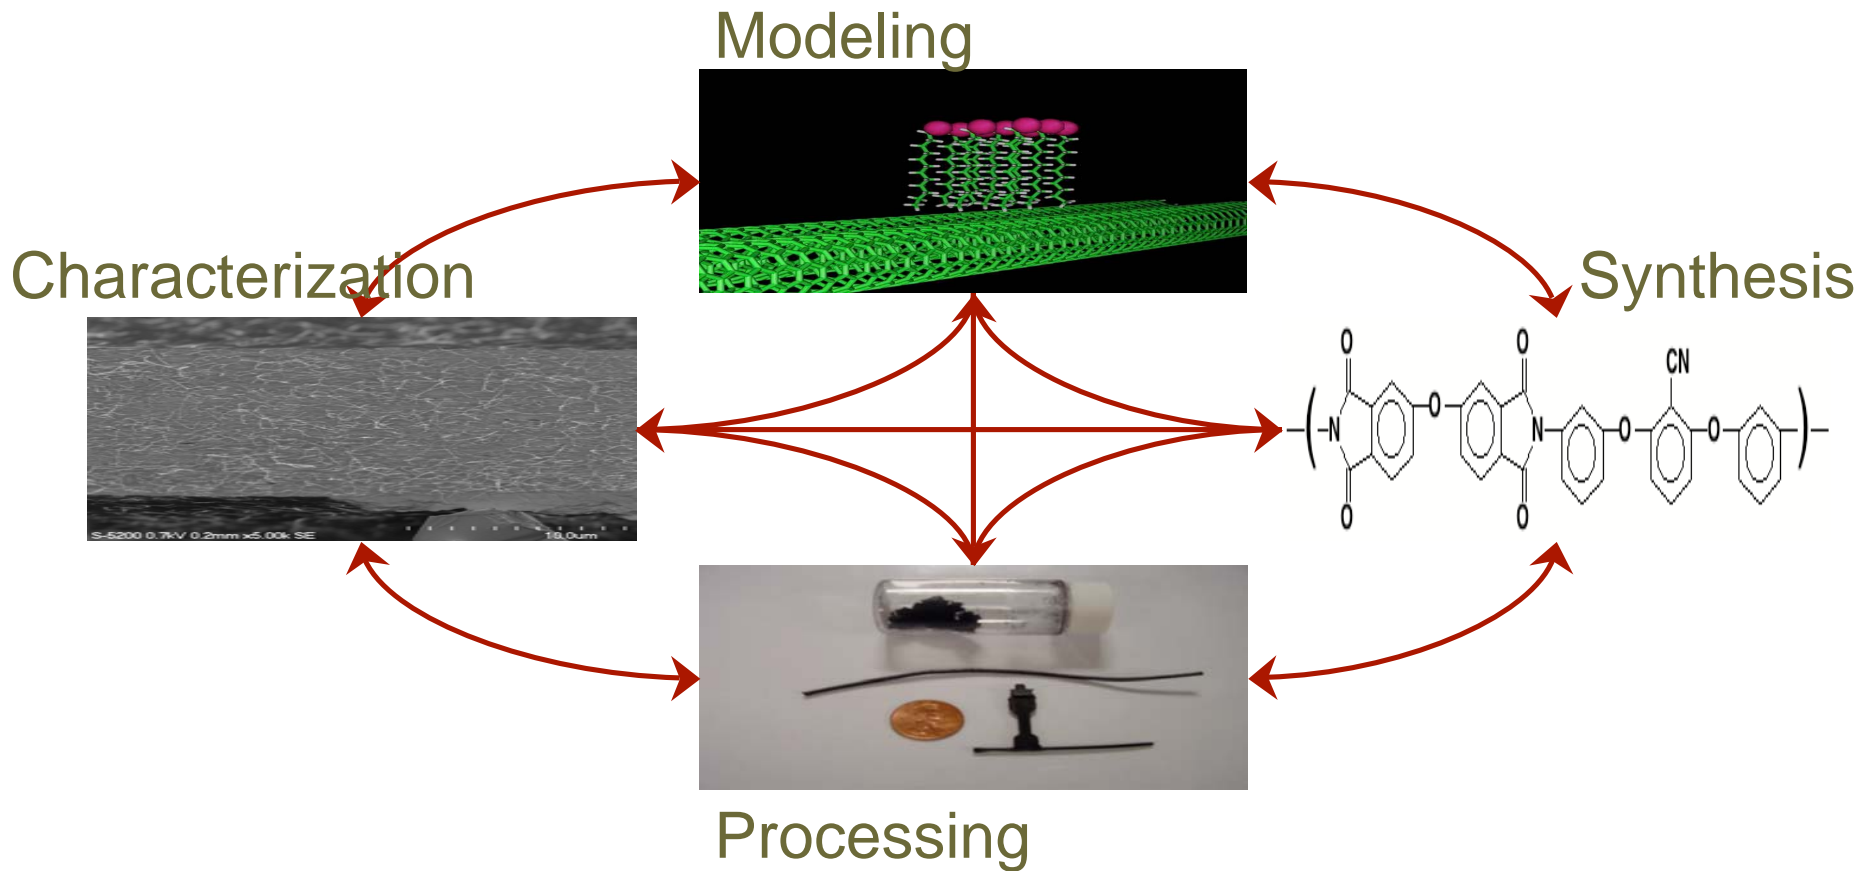 Modeling
Characterization
Synthesis
S-5200 0.7kV 0.2mm x5.00k SE
10.0um
O O
CN
O O O
N N
O O
Processing